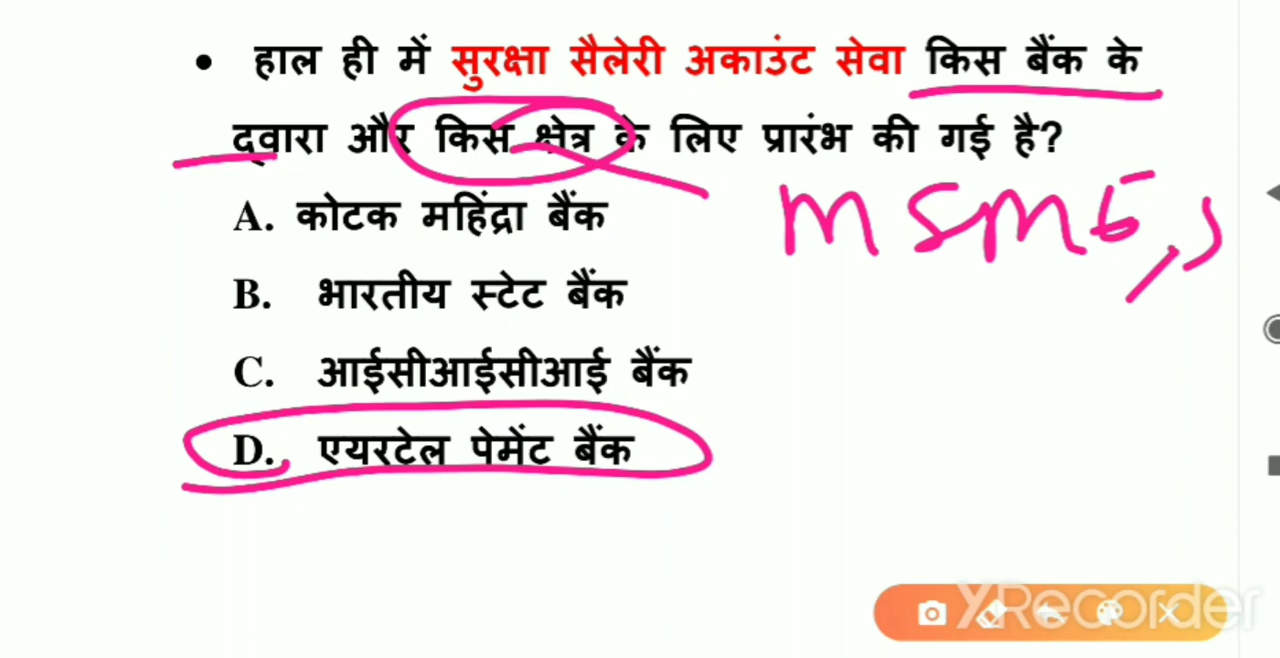 • हाल ही में सुरक्षा सैलेरी अकाउंट सेवा किस बैंक के
द्वारा और किस क्षेत्र के लिए प्रारंभ की गई है?
MSME,
A. कोटक महिंद्रा बैंक
B. भारतीय स्टेट बैंक
C. आईसीआईसीआई बैंक
D. एयरटेल पेमेंट बैंक
XRecorder